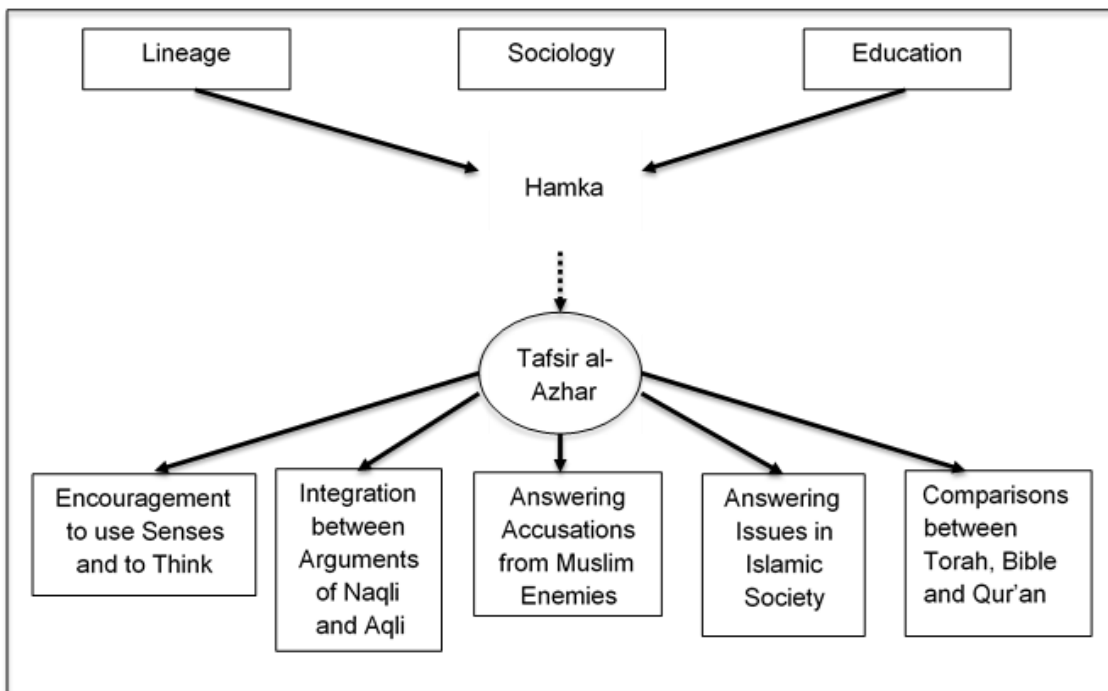 Lineage
Sociology
Education
Hamka
Tafsir al-
Azhar
Encouragement
to use Senses
and to Think
Integration
between
Arguments
of Naqli
and Aqli
Answering
Accusations
from Muslim
Enemies
Answering
Issues in
Islamic
Society
Comparisons
between
Torah, Bible
and Qur'an